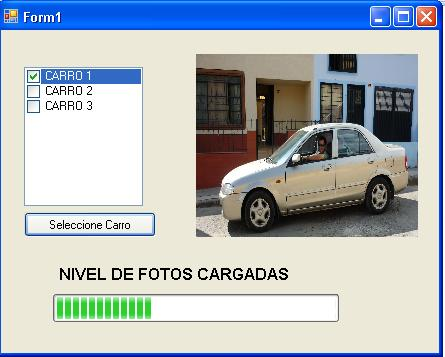 Form1
CARRO 1
CARRO 2
CARRO 3
Seleccione Carro
NIVEL DE FOTOS CARGADAS